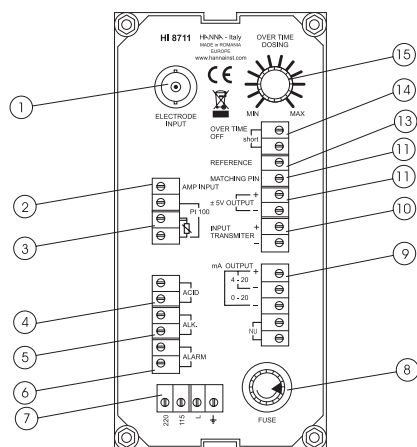 HI 8711
HANNA - Italy
MADE in ROMANIA
EUROPE
www.hannainst.com
CE
OVER TIME
DOSING
MIN
MAX
ELECTRODE
INPUT
OVER TIME
OFF
short
REFERENCE
MATCHING PIN
AMP INPUT
Pt 100
± 5V OUTPUT
+
−
INPUT
TRANSMITER
+
−
mA OUTPUT
+
4 - 20
−
0 - 20
−
NU
ACID
ALK.
ALARM
220
115
L
FUSE
1
2
3
4
5
6
7
8
9
10
11
11
13
14
15